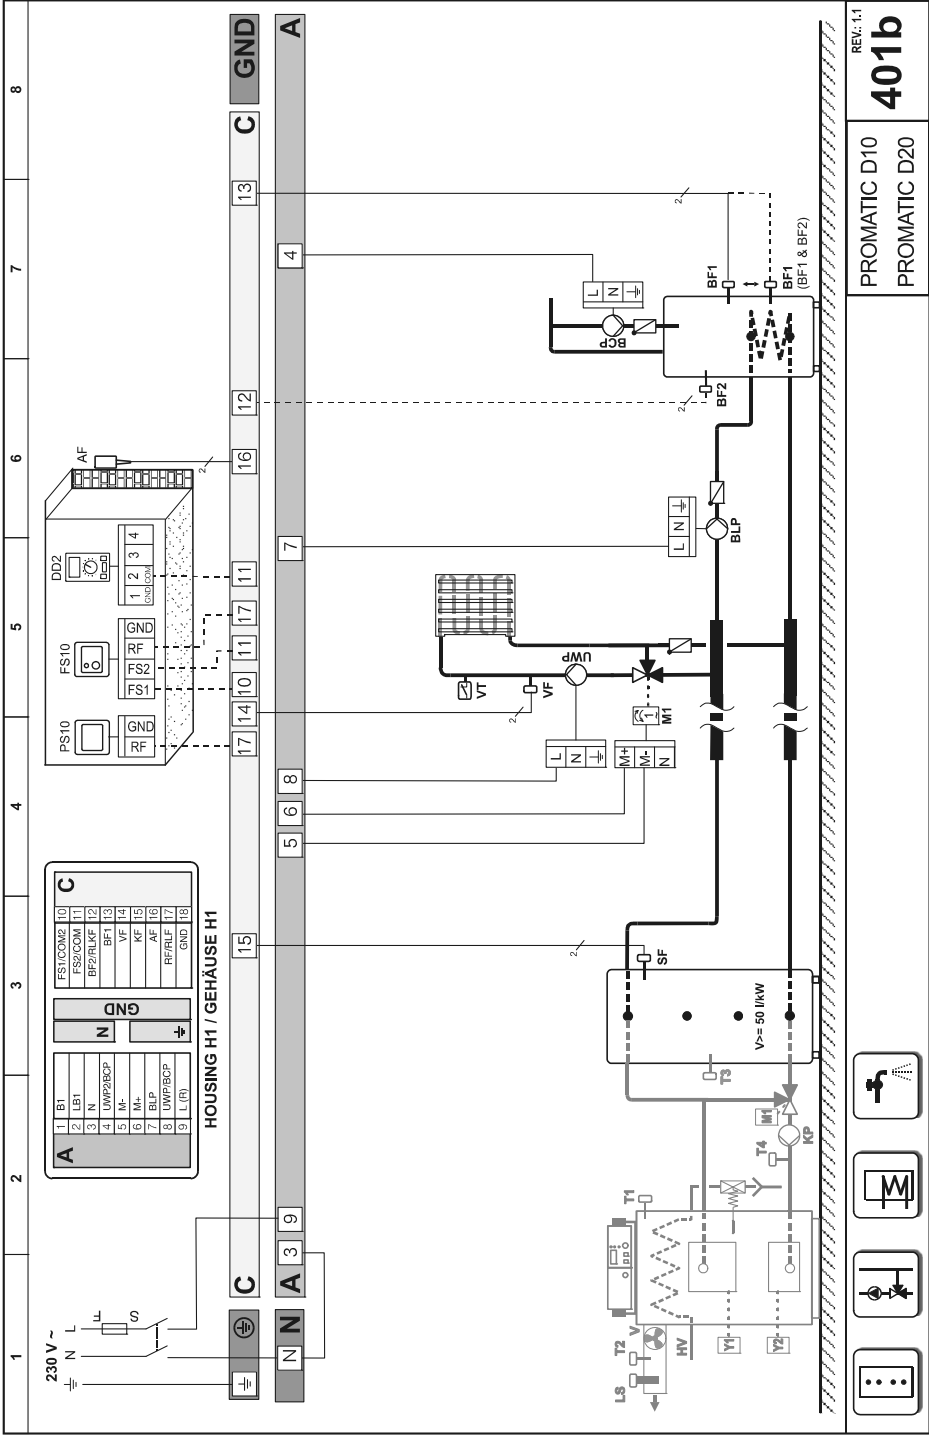 1
2
3
4
5
6
7
8
230 V ~
N
L
F
S
HOUSING H1 / GEHÄUSE H1
A
1 B1
2 LB1
3 N
4 UWP2/BCP
5 M-
6 M+
7 BLP
8 UWP/BCP
9 L (R)
N
GND
C
FS1/COM2 10
FS2/COM 11
BF2/RLKF 12
BF1 13
VF 14
KF 15
AF 16
RF/RLF 17
GND 18
PS10
RF
GND
FS10
FS1
FS2
RF
GND
DD2
1
2
3
4
GND
COM
AF
2
C
15
17
14
10
11
17
11
16
12
13
C
GND
N
N
A
3
9
5
6
8
7
4
A
2
2
2
2
LS
T2
V
HV
T1
Y1
Y2
T4
KP
M1
T3
V>= 50 l/kW
SF
L
N
M+
M-
N
M1
UWP
VF
VT
L
N
BLP
BF2
L
N
BCP
BF1
BF1
(BF1 & BF2)
PROMATIC D10
PROMATIC D20
REV.: 1.1
401b